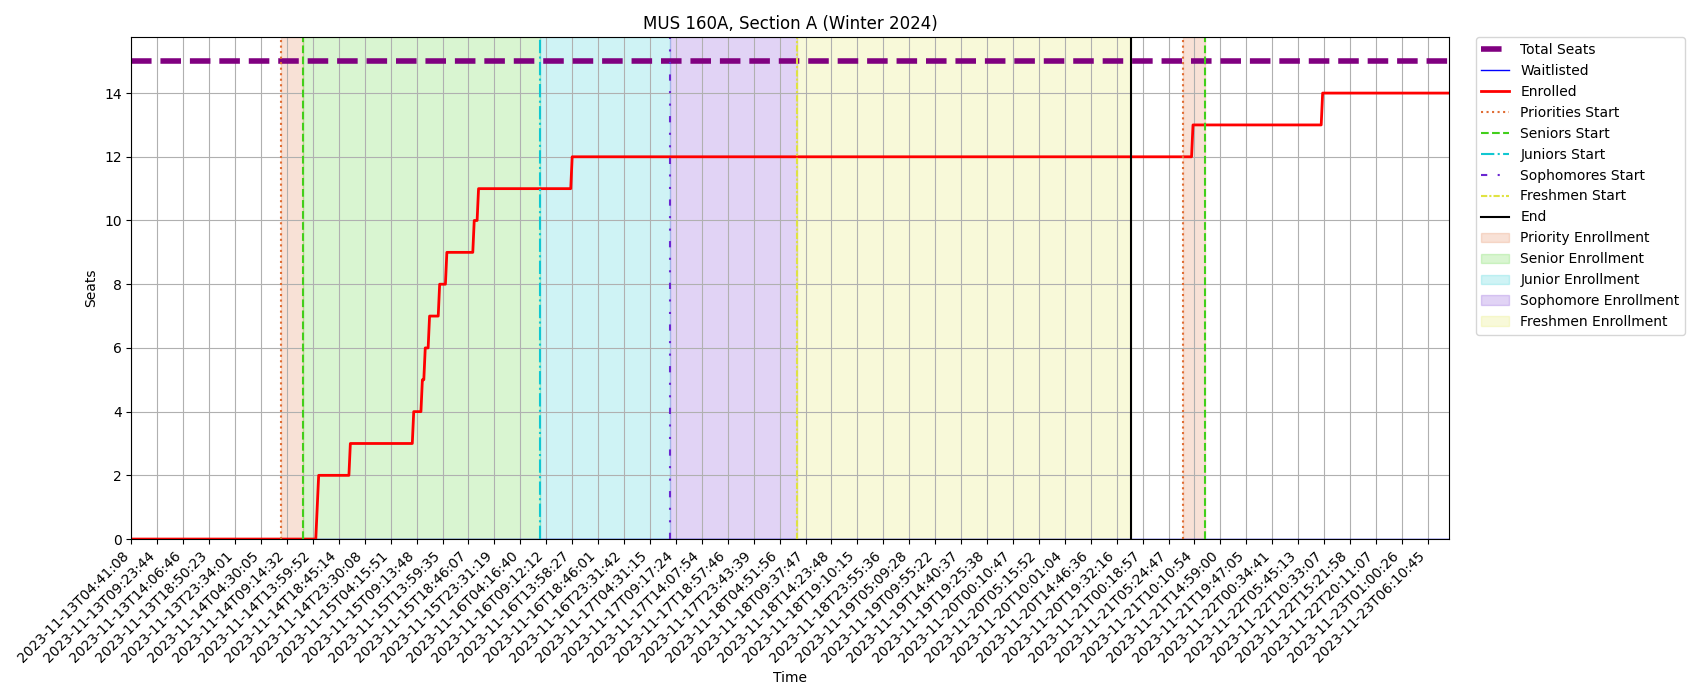 MUS 160A, Section A (Winter 2024)
Seats
14
12
10
8
6
4
2
0
2023-11-13T04:41:08
2023-11-13T09:23:44
2023-11-13T14:06:46
2023-11-13T18:50:23
2023-11-13T23:34:01
2023-11-14T04:30:05
2023-11-14T09:14:32
2023-11-14T13:59:52
2023-11-14T18:45:14
2023-11-14T23:30:08
2023-11-15T04:15:51
2023-11-15T09:13:48
2023-11-15T13:59:35
2023-11-15T18:46:07
2023-11-15T23:31:19
2023-11-16T04:16:40
2023-11-16T09:12:12
2023-11-16T13:58:27
2023-11-16T18:46:01
2023-11-16T23:31:42
2023-11-17T04:31:15
2023-11-17T09:17:24
2023-11-17T14:07:54
2023-11-17T18:57:46
2023-11-17T23:43:39
2023-11-18T04:51:56
2023-11-18T09:37:47
2023-11-18T14:23:48
2023-11-18T19:10:15
2023-11-18T23:55:36
2023-11-19T05:09:28
2023-11-19T09:55:22
2023-11-19T14:40:37
2023-11-19T19:25:38
2023-11-20T00:10:47
2023-11-20T05:15:52
2023-11-20T10:01:04
2023-11-20T14:46:36
2023-11-20T19:32:16
2023-11-21T00:18:57
2023-11-21T05:24:47
2023-11-21T10:10:54
2023-11-21T14:59:00
2023-11-21T19:47:05
2023-11-22T00:34:41
2023-11-22T05:45:13
2023-11-22T10:33:07
2023-11-22T15:21:58
2023-11-22T20:11:07
2023-11-23T01:00:26
2023-11-23T06:10:45
Time
Total Seats
Waitlisted
Enrolled
Priorities Start
Seniors Start
Juniors Start
Sophomores Start
Freshmen Start
End
Priority Enrollment
Senior Enrollment
Junior Enrollment
Sophomore Enrollment
Freshmen Enrollment